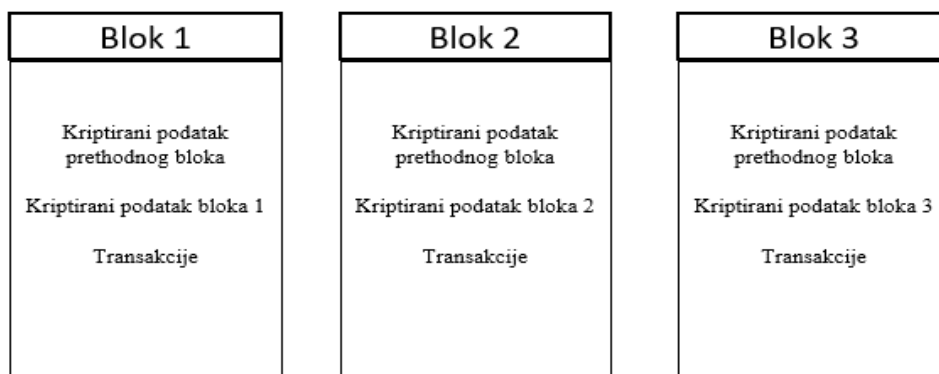 Blok 1
Kriptirani podatak
prethodnog bloka
Kriptirani podatak bloka 1
Transakcije
Blok 2
Kriptirani podatak
prethodnog bloka
Kriptirani podatak bloka 2
Transakcije
Blok 3
Kriptirani podatak
prethodnog bloka
Kriptirani podatak bloka 3
Transakcije